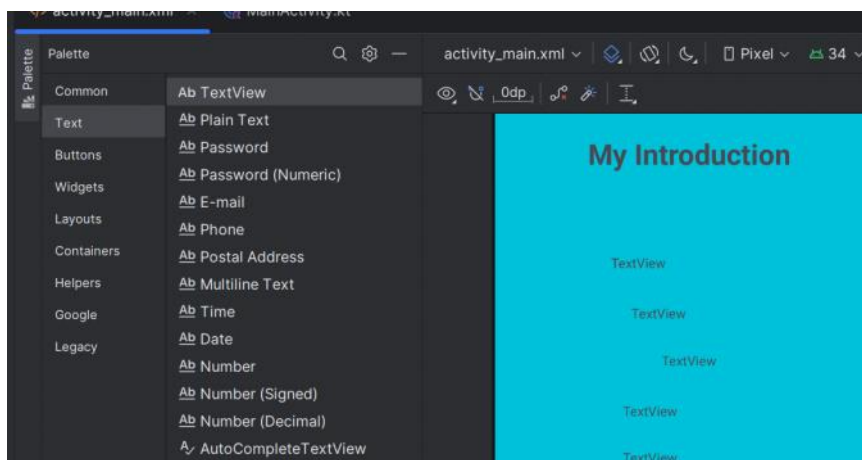 activity_main.xml
MainActivity.kt
Palette
Palette
Common
Text
Buttons
Widgets
Layouts
Containers
Helpers
Google
Legacy
Ab TextView
Ab Plain Text
Ab Password
Ab Password (Numeric)
Ab E-mail
Ab Phone
Ab Postal Address
Ab Multiline Text
Ab Time
Ab Date
Ab Number
Ab Number (Signed)
Ab Number (Decimal)
A AutoCompleteTextView
activity_main.xml
Pixel
34
0dp
My Introduction
TextView
TextView
TextView
TextView
TextView